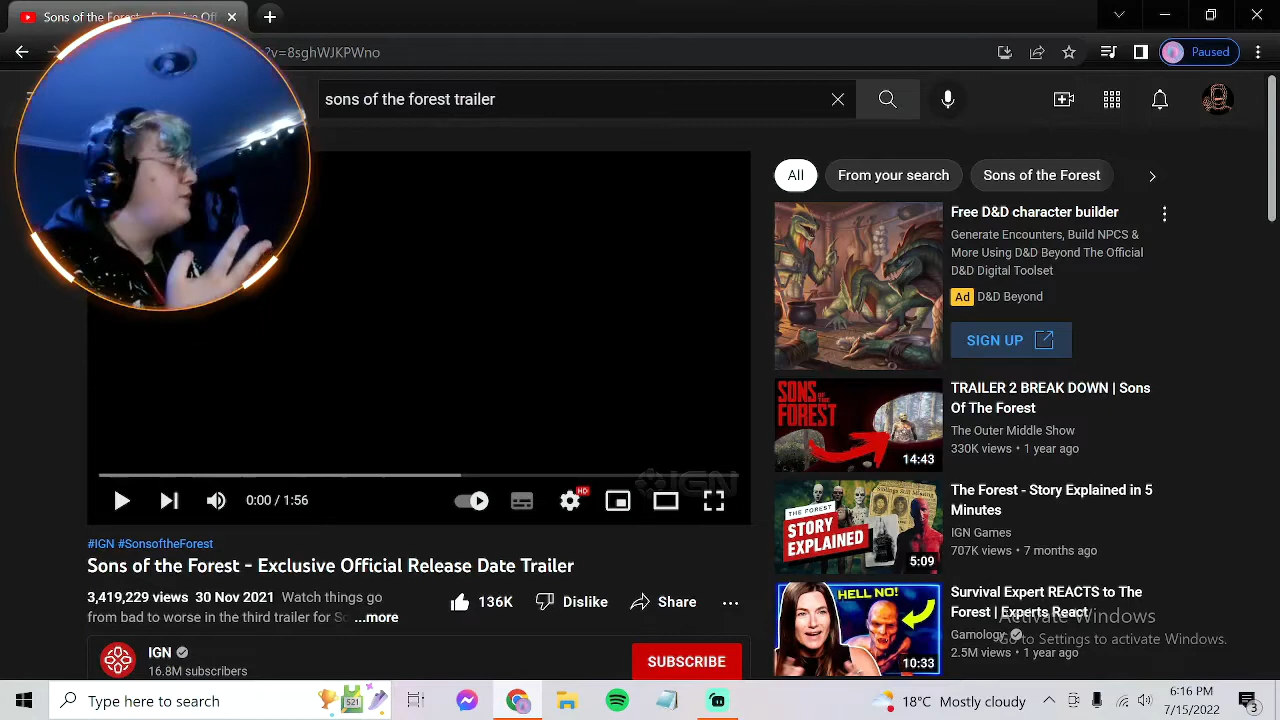 Sons of the Forest - Exclusive Off
?v=8sghWJKPWno
Paused
sons of the forest trailer
All
From your search
Sons of the Forest
Free D&D character builder
Generate Encounters, Build NPCS &
More Using D&D Beyond The Official
D&D Digital Toolset
Ad D&D Beyond
SIGN UP
SONS
OF THE
FOREST
14:43
TRAILER 2 BREAK DOWN | Sons
Of The Forest
The Outer Middle Show
330K views • 1 year ago
THE FOREST
STORY
EXPLAINED
5:09
The Forest - Story Explained in 5
Minutes
IGN Games
707K views • 7 months ago
HELL NO!
10:33
Survival Expert REACTS to The
Forest | Experts React
Gamology
2.5M views • 1 year ago
IGN
0:00 / 1:56
HD
#IGN #SonsoftheForest
Sons of the Forest - Exclusive Official Release Date Trailer
3,419,229 views 30 Nov 2021 Watch things go
from bad to worse in the third trailer for Sc ...more
136K
Dislike
Share
IGN
16.8M subscribers
SUBSCRIBE
Activate Windows
Go to Settings to activate Windows.
Type here to search
S21
18°C Mostly cloudy
6:16 PM
7/15/2022
3